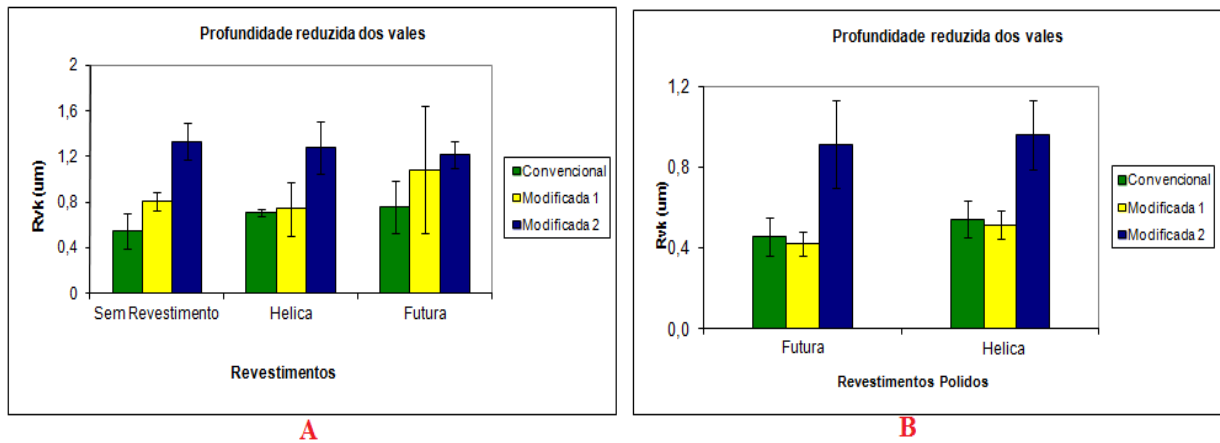 Profundidade reduzida dos vales
2
1,6
1,2
0,8
0,4
0
Rvk (um)
Sem Revestimento Helica Futura
Revestimentos
Convencional
Modificada 1
Modificada 2
A
Profundidade reduzida dos vales
1,2
0,8
0,4
0,0
Rvk (um)
Futura Helica
Revestimentos Polidos
Convencional
Modificada 1
Modificada 2
B